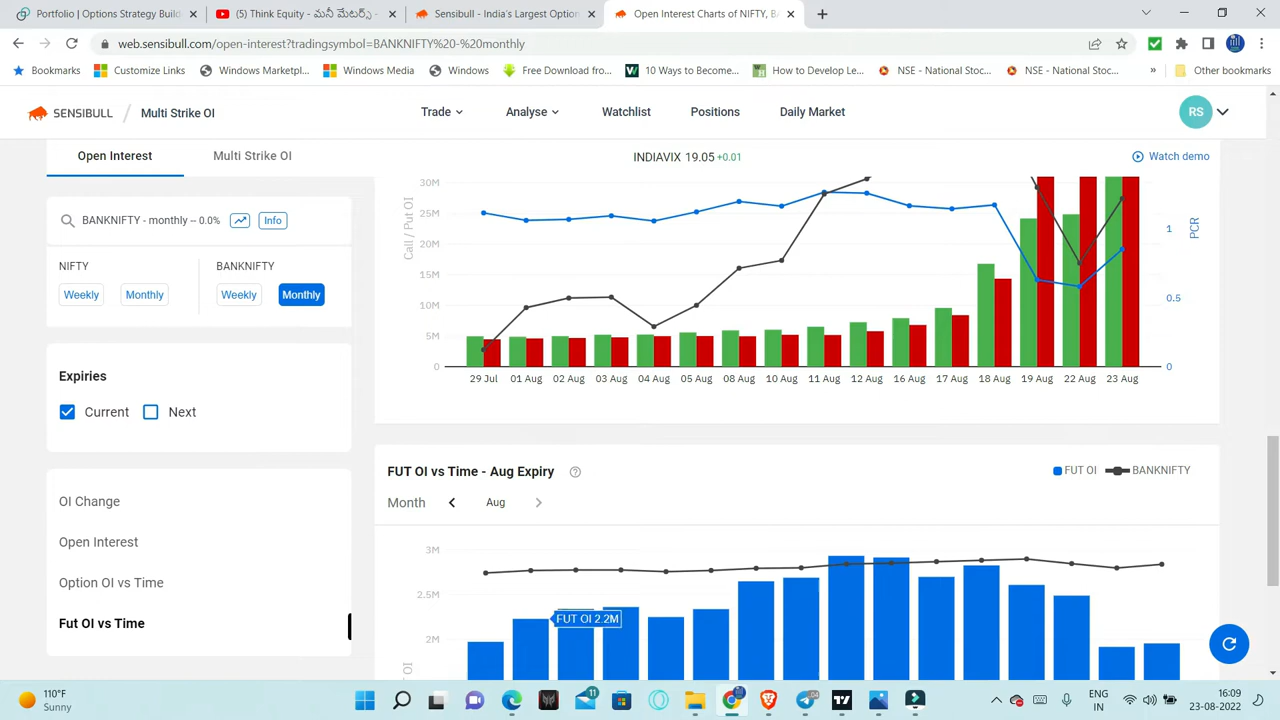 Portfolio | Options Strategy Build
(5) Think Equity - మనీ మేటర్స్ -
Sensibull - India's Largest Option
Open Interest Charts of NIFTY, BA
web.sensibull.com/open-interest?tradingsymbol=BANKNIFTY%20-%20monthly
Bookmarks
Customize Links
Windows Marketpl...
Windows Media
Windows
Free Download fro...
10 Ways to Become...
How to Develop Le...
NSE - National Stoc...
NSE - National Stoc...
»
Other bookmarks
SENSIBULL / Multi Strike OI
Trade
Analyse
Watchlist
Positions
Daily Market
RS
Open Interest
Multi Strike OI
INDIAVIX 19.05 +0.01
Watch demo
BANKNIFTY - monthly -- 0.0%
Info
NIFTY
BANKNIFTY
Weekly
Monthly
Weekly
Monthly
Expiries
Current
Next
OI Change
Open Interest
Option OI vs Time
Fut OI vs Time
Call / Put OI
30M
25M
20M
15M
10M
5M
0
PCR
1
0.5
0
29 Jul
01 Aug
02 Aug
03 Aug
04 Aug
05 Aug
08 Aug
10 Aug
11 Aug
12 Aug
16 Aug
17 Aug
18 Aug
19 Aug
22 Aug
23 Aug
FUT OI vs Time - Aug Expiry
FUT OI
BANKNIFTY
Month
Aug
3M
2.5M
2M
OI
FUT OI 2.2M
110°F
Sunny
11
ENG
IN
16:09
23-08-2022